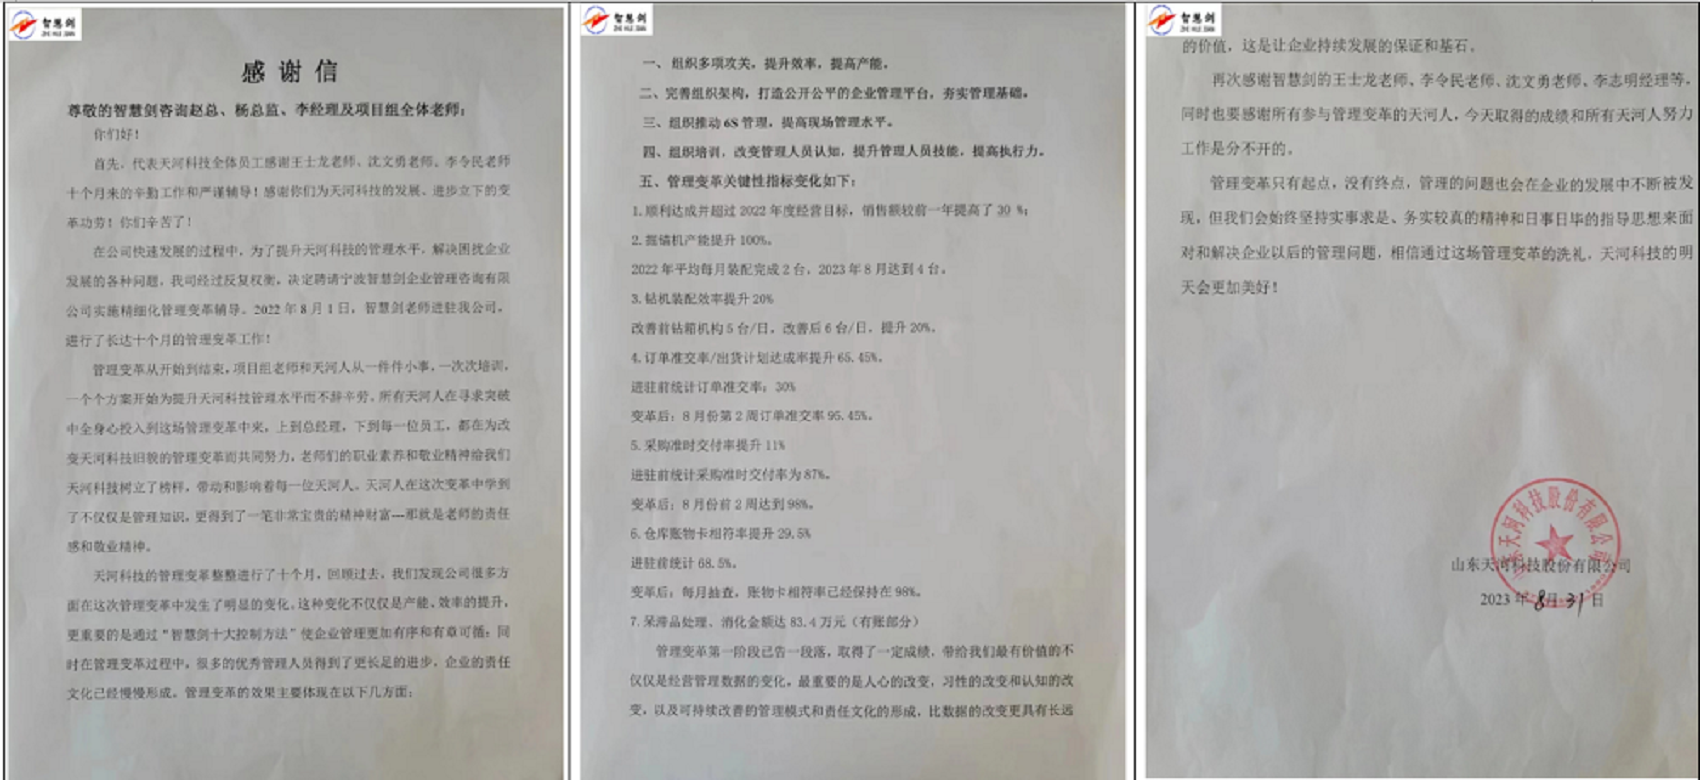 智慧剑
ZHI HUI JIAN
感谢信
尊敬的智慧剑咨询赵总、杨总监、李经理及项目组全体老师：
你们好！
首先，代表天河科技全体员工感谢王士龙老师、沈文勇老师、李令民老师
十个月来的辛勤工作和严谨辅导！感谢你们为天河科技的发展、进步立下的变
革功劳！你们辛苦了！
在公司快速发展的过程中，为了提升天河科技的管理水平，解决困扰企业
发展的各种问题，我司经过反复权衡，决定聘请宁波智慧剑企业管理咨询有限
公司实施精细化管理变革辅导。2022年8月1日，智慧剑老师进驻我公司，
进行了长达十个月的管理变革工作！
管理变革从开始到结束，项目组老师和天河人从一件件小事，一次次培训，
一个个方案开始为提升天河科技管理水平而不辞辛劳。所有天河人在寻求突破
中全身心投入到这场管理变革中来，上到总经理，下到每一位员工，都在为改
变天河科技旧貌的管理变革而共同努力，老师们的职业素养和敬业精神给我们
天河科技树立了榜样，带动和影响着每一位天河人。天河人在这次变革中学到
了不仅仅是管理知识，更得到了一笔非常宝贵的精神财富---那就是老师的责任
感和敬业精神。
天河科技的管理变革整整进行了十个月，回顾过去，我们发现公司很多方
面在这次管理变革中发生了明显的变化，这种变化不仅仅是产能、效率的提升，
更重要的是通过“智慧剑十大控制方法”使企业管理更加有序和有章可循；同
时在管理变革过程中，很多的优秀管理人员得到了更长足的进步，企业的责任
文化已经慢慢形成。管理变革的效果主要体现在以下几方面：
智慧剑
ZHI HUI JIAN
一、组织多项攻关，提升效率，提高产能。
二、完善组织架构，打造公开公平的企业管理平台，夯实管理基础。
三、组织推动6S管理，提高现场管理水平。
四、组织培训，改变管理人员认知，提升管理人员技能，提高执行力。
五、管理变革关键性指标变化如下：
1.顺利达成并超过2022年度经营目标，销售额较前一年提高了30 %；
2.掘锚机产能提升100%。
2022年平均每月装配完成2台，2023年8月达到4台。
3.钻机装配效率提升20%
改善前钻箱机构5台/日，改善后6台/日，提升20%。
4.订单准交率/出货计划达成率提升65.45%。
进驻前统计订单准交率：30%
变革后：8月份第2周订单准交率95.45%。
5.采购准时交付率提升11%
进驻前统计采购准时交付率为87%。
变革后：8月份前2周达到98%。
6.仓库账物卡相符率提升29.5%
进驻前统计68.5%。
变革后：每月抽查，账物卡相符率已经保持在98%。
7.呆滞品处理、消化金额达83.4万元（有账部分）
管理变革第一阶段已告一段落，取得了一定成绩，带给我们最有价值的不
仅仅是经营管理数据的变化，最重要的是人心的改变，习性的改变和认知的改
变，以及可持续改善的管理模式和责任文化的形成，比数据的改变更具有长远
智慧剑
ZHI HUI JIAN
的价值，这是让企业持续发展的保证和基石。
再次感谢智慧剑的王士龙老师、李令民老师、沈文勇老师、李志明经理等。
同时也要感谢所有参与管理变革的天河人，今天取得的成绩和所有天河人努力
工作是分不开的。
管理变革只有起点，没有终点，管理的问题也会在企业的发展中不断被发
现，但我们会始终坚持实事求是、务实较真的精神和日事日毕的指导思想来面
对和解决企业以后的管理问题，相信通过这场管理变革的洗礼，天河科技的明
天会更加美好！
山东天河科技股份有限公司
山东天河科技股份有限公司
2023年8月31日